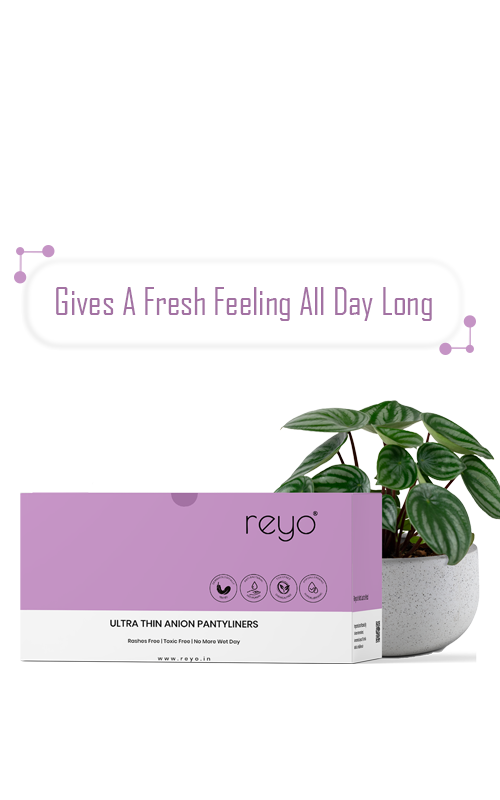 Gives A Fresh Feeling All Day Long
reyo®
ULTRA THIN ANION PANTYLINERS
Rashes Free | Toxic Free | No More Wet Day
www.reyo.in